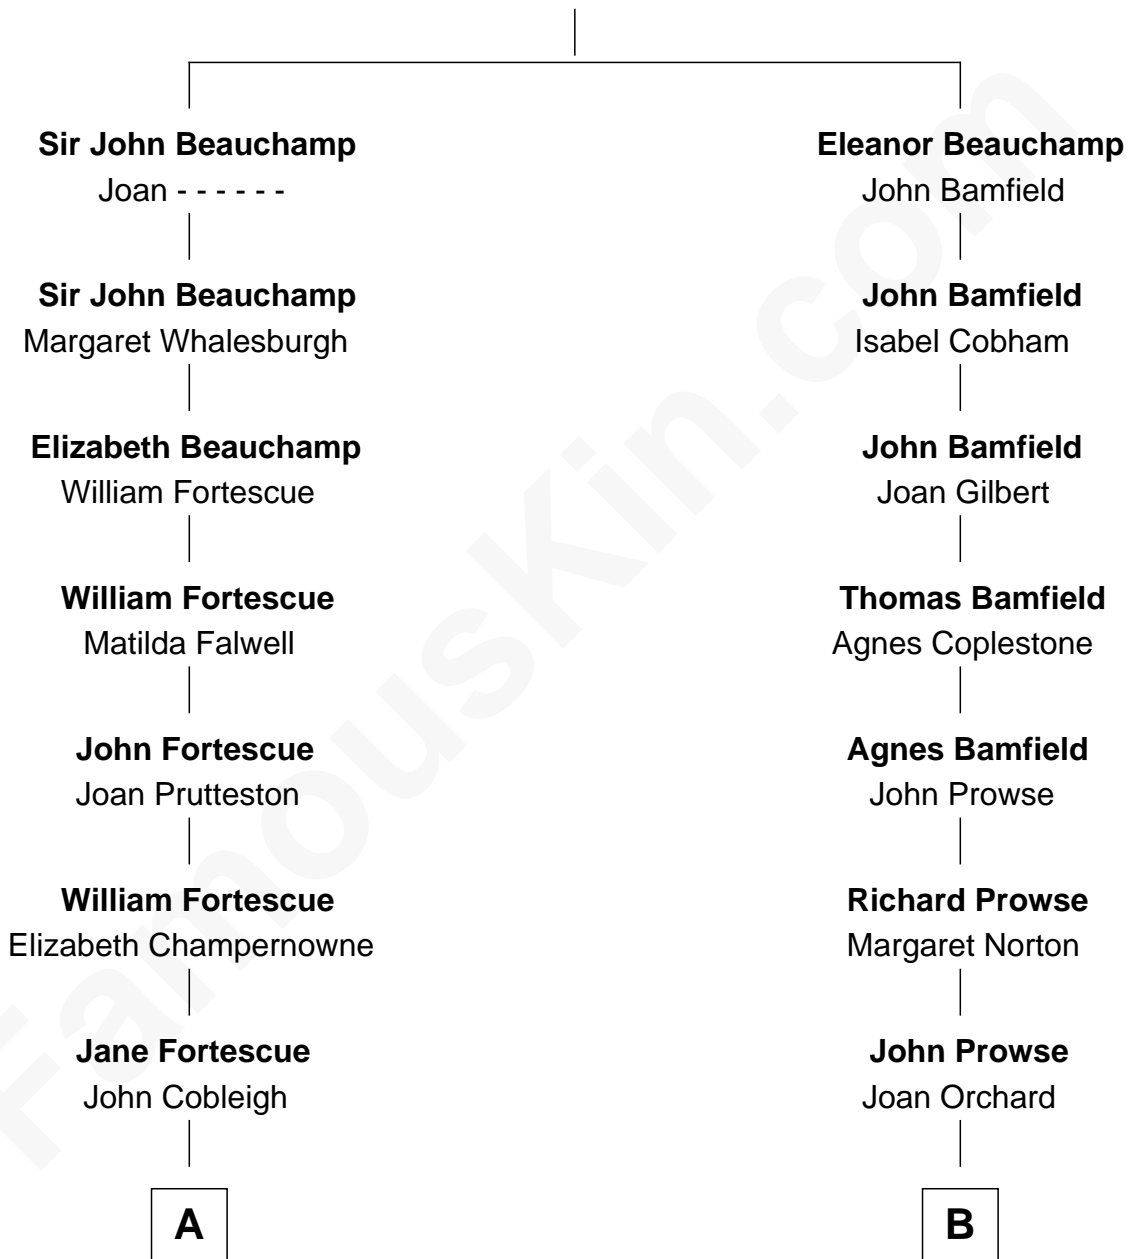 Sir John Beauchamp
Joan - - - - - -
Sir John Beauchamp
Margaret Whalesburgh
Elizabeth Beauchamp
William Fortescue
William Fortescue
Matilda Falwell
John Fortescue
Joan Prutteston
William Fortescue
Elizabeth Champernowne
Jane Fortescue
John Cobleigh
A
Eleanor Beauchamp
John Bamfield
John Bamfield
Isabel Cobham
John Bamfield
Joan Gilbert
Thomas Bamfield
Agnes Coplestone
Agnes Bamfield
John Prowse
Richard Prowse
Margaret Norton
John Prowse
Joan Orchard
B
FamousKin.com